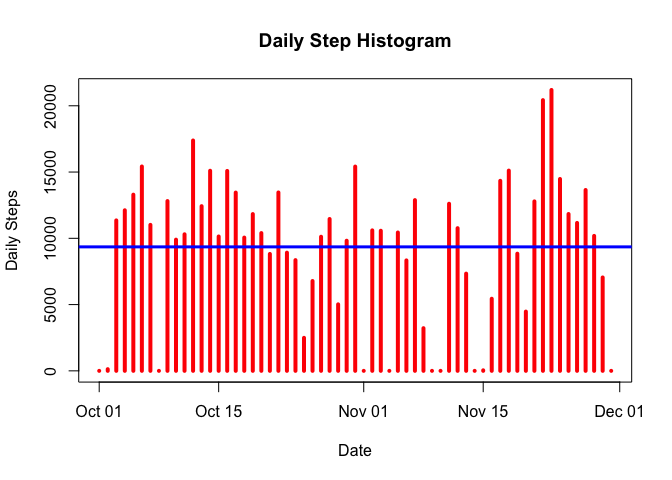 Daily Step Histogram
Daily Steps
20000
15000
10000
5000
0
Oct 01 Oct 15 Nov 01 Nov 15 Dec 01
Date